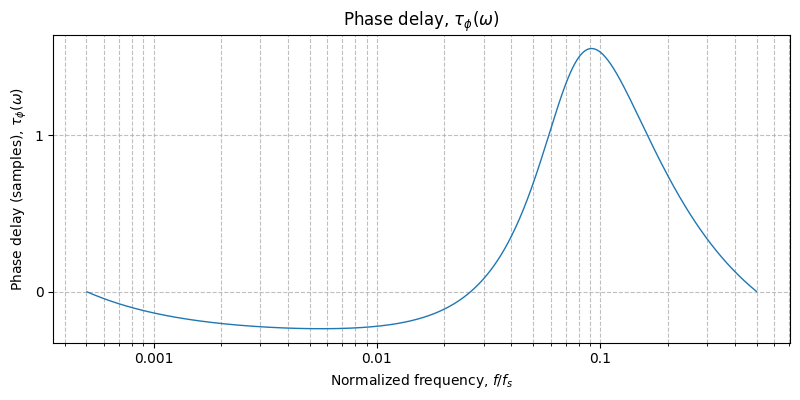 Phase delay, τϕ(ω)
Phase delay (samples), τϕ(ω)
1
0
0.001 0.01 0.1
Normalized frequency, f/fs